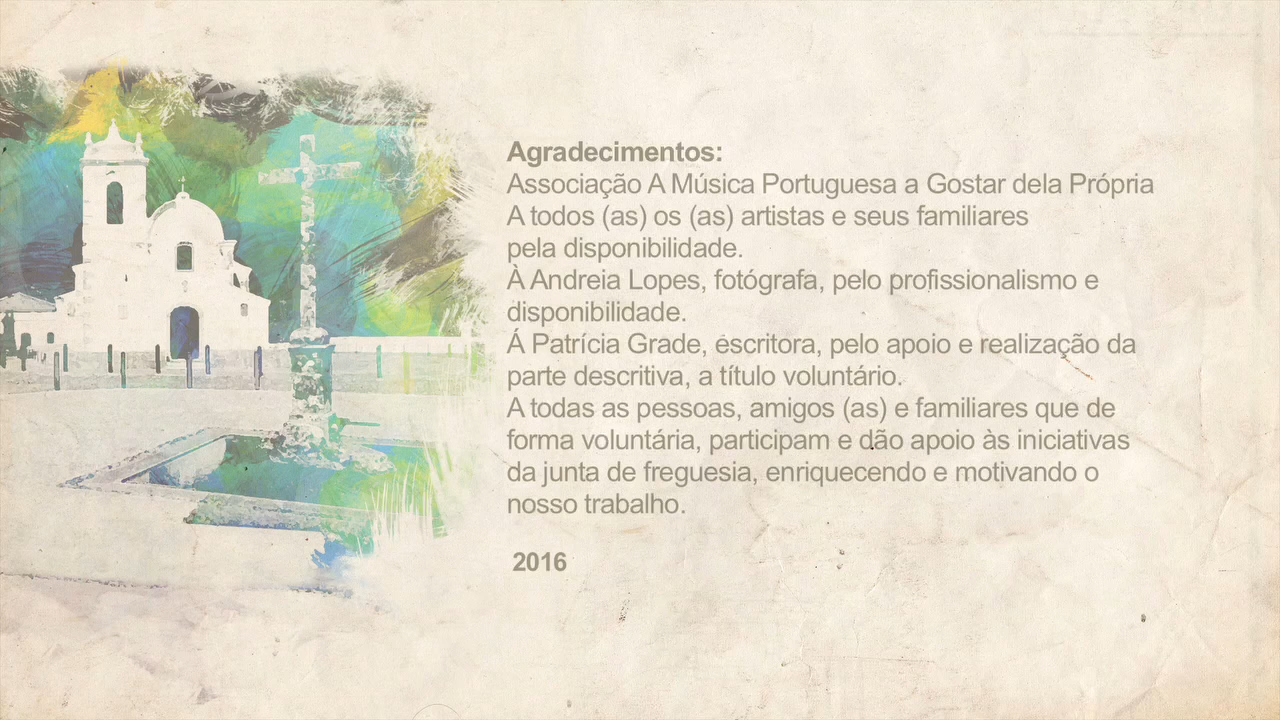 Agradecimentos:
Associação A Música Portuguesa a Gostar dela Própria
A todos (as) os (as) artistas e seus familiares
pela disponibilidade.
À Andreia Lopes, fotógrafa, pelo profissionalismo e
disponibilidade.
Á Patrícia Grade, escritora, pelo apoio e realização da
parte descritiva, a título voluntário.
A todas as pessoas, amigos (as) e familiares que de
forma voluntária, participam e dão apoio às iniciativas
da junta de freguesia, enriquecendo e motivando o
nosso trabalho.
2016